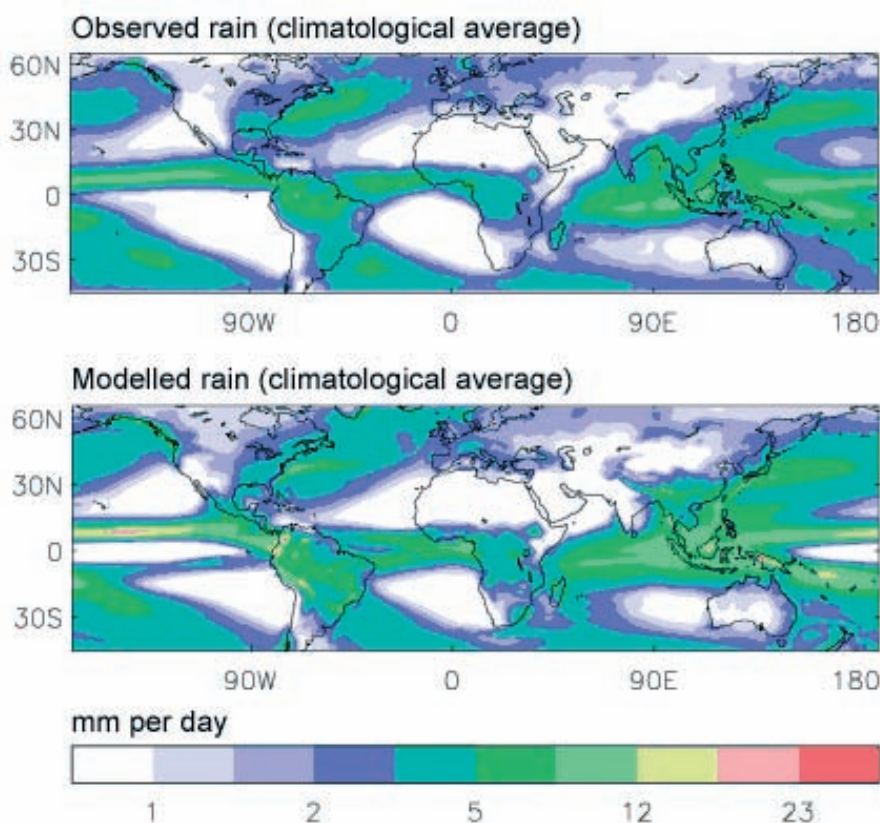 Observed rain (climatological average)
60N
30N
0
30S
90W 0 90E 180
Modelled rain (climatological average)
60N
30N
0
30S
90W 0 90E 180
mm per day
1 2 5 12 23